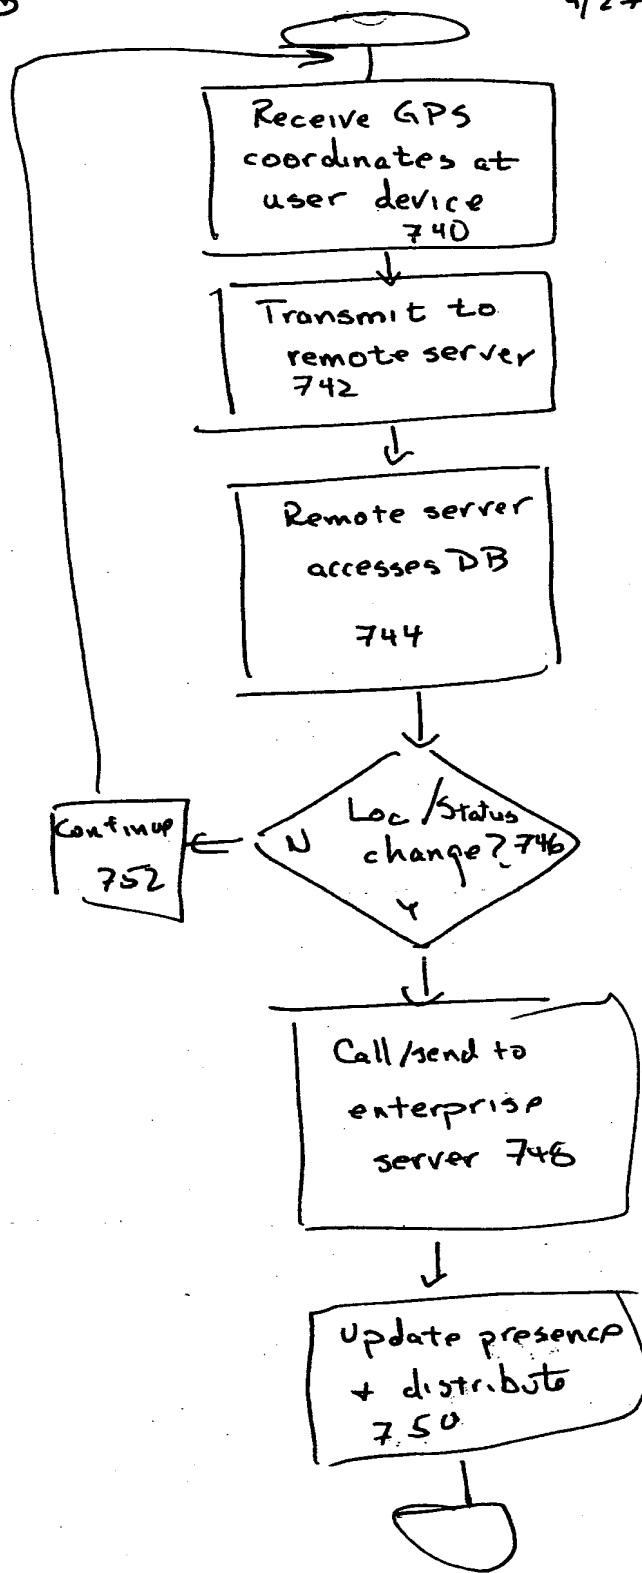 Receive GPS
coordinates at
user device
740
Transmit to
remote server
742
Remote server
accesses DB
744
Loc/Status
change? 746
N
Y
Continue
752
Call/send to
enterprise
server 748
Update presence
+ distribute
750